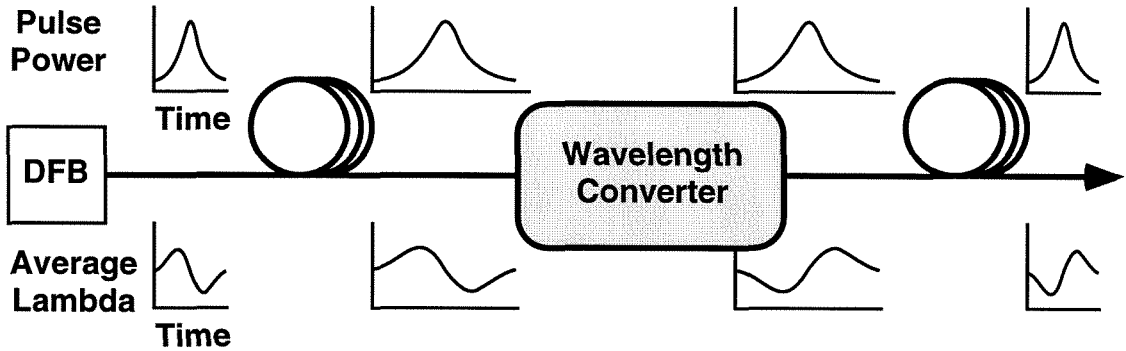 Pulse
Power
Time
DFB
Wavelength
Converter
Average
Lambda
Time